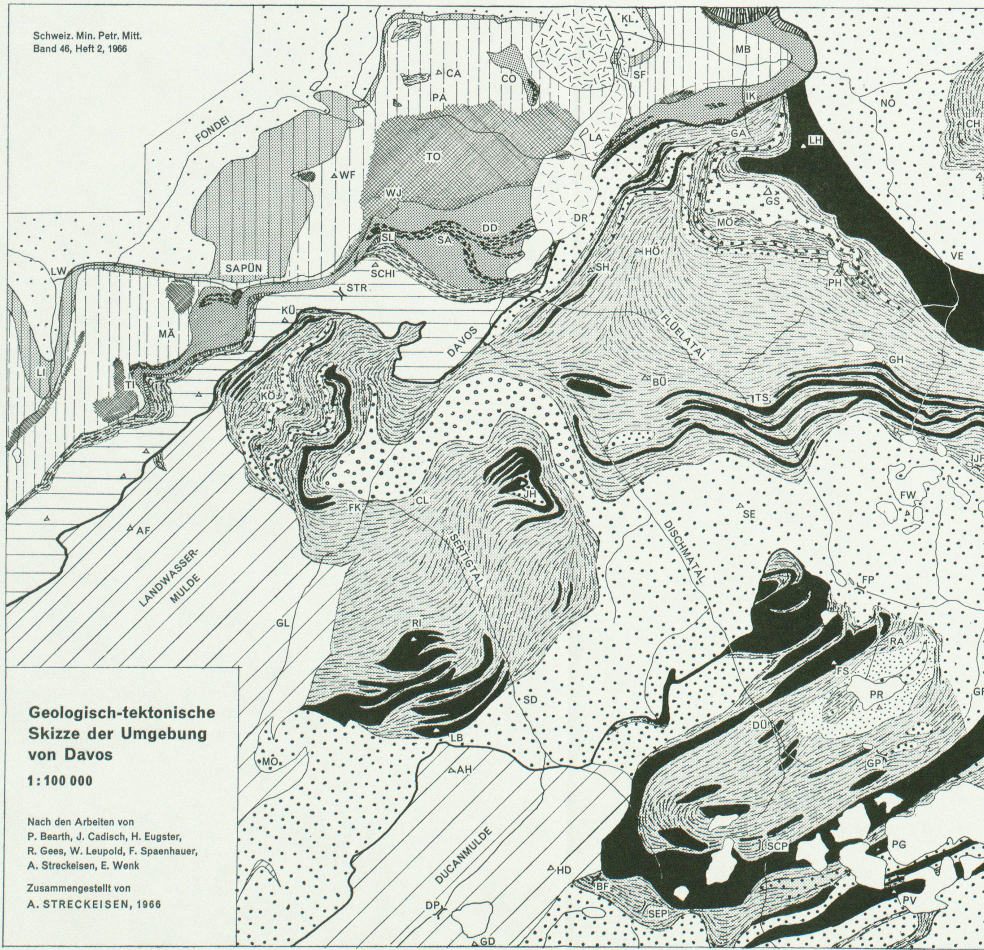 Schweiz. Min. Petr. Mitt.
Band 46, Heft 2, 1966
KL
MB
CA
CO
SF
PA
IK
NÖ
CH
FONDEI
LA
GA
LH
TO
WF
WJ
GS
DR
MÖ
DD
SL
SA
HÖ
VE
LW
SAPÜN
SCHI
SH
PH
STR
KÜ
FLÜELATAL
MÄ
DAVOS
GH
LI
TI
BÜ
TS
KÖ
IJF
JH
FW
CL
FK
SE
AF
SERTIGTAL
DISCHMATAL
LANDWASSER-
MULDE
FP
GL
RI
RA
FS
PR
SD
DÜ
LB
MO
AH
GP
DUCANMULDE
SCP
PG
HD
BF
PV
DP
SEP
GD
Geologisch-tektonische
Skizze der Umgebung
von Davos
1 : 100 000
Nach den Arbeiten von
P. Bearth, J. Cadisch, H. Eugster,
R. Gees, W. Leupold, F. Spaenhauer,
A. Streckeisen, E. Wenk
Zusammengestellt von
A. STRECKEISEN, 1966